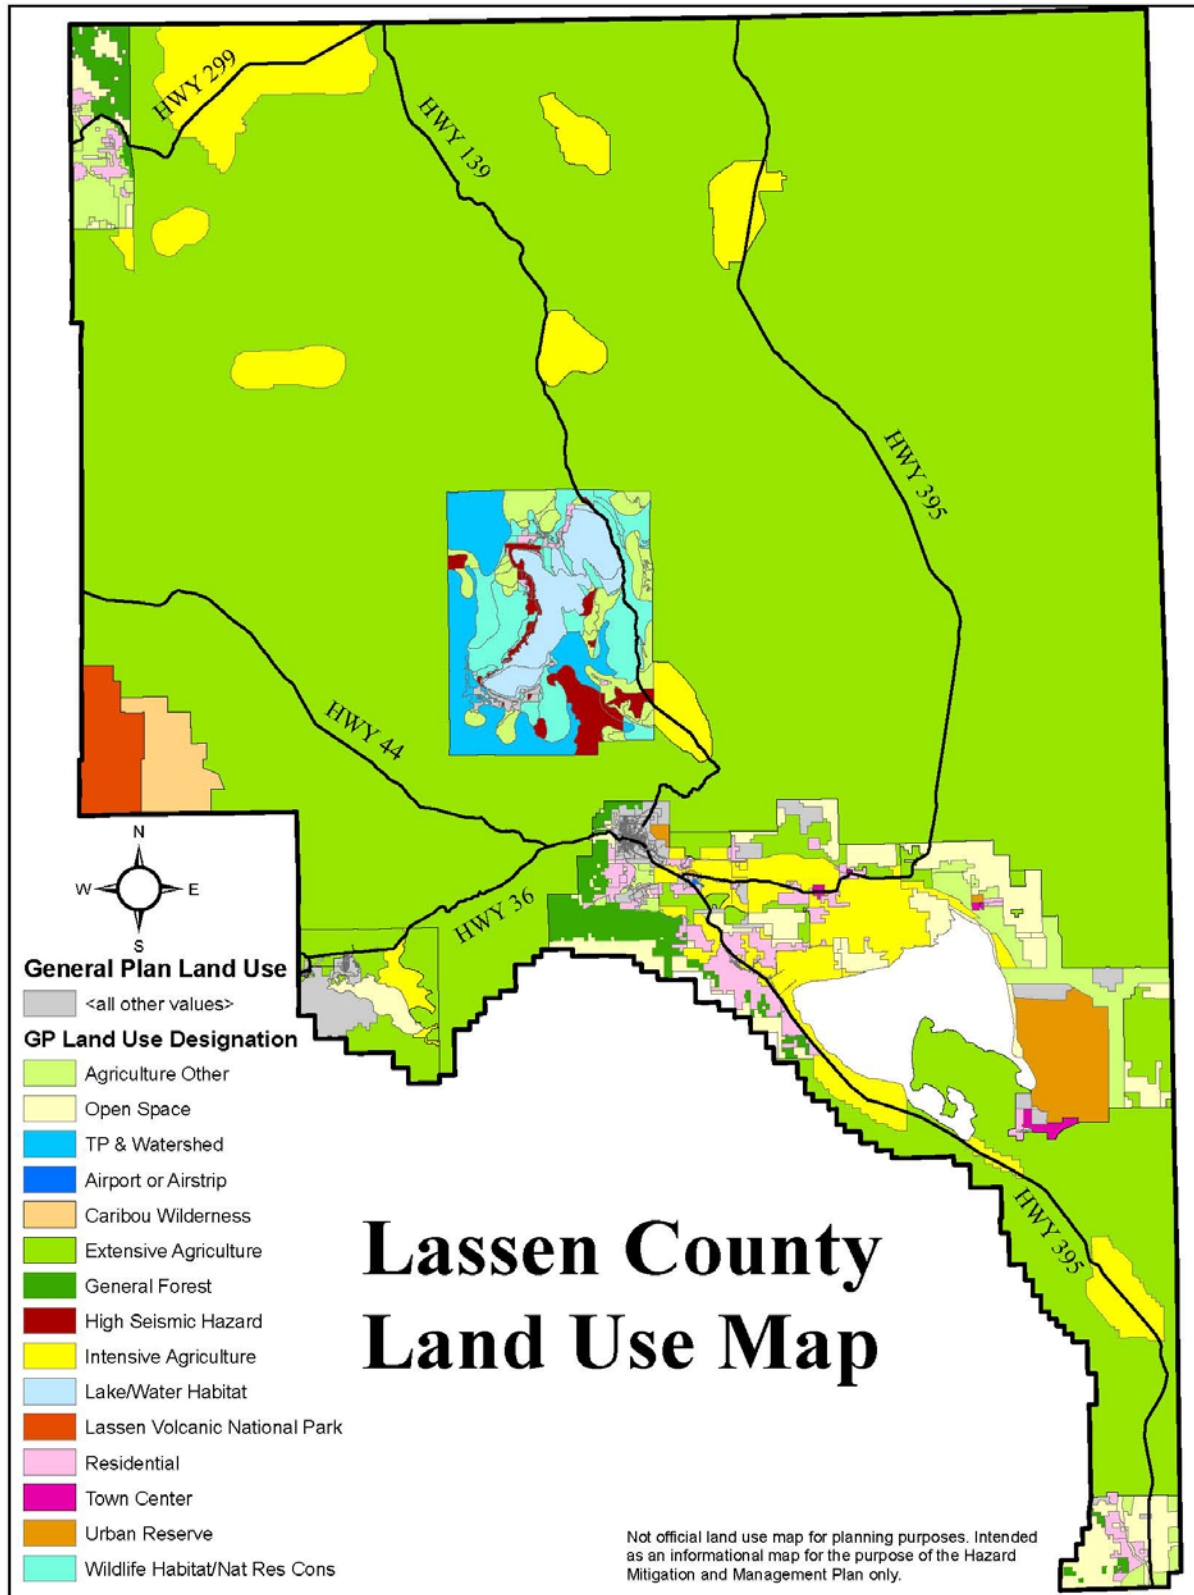 HWY 299
HWY 139
HWY 395
HWY 44
HWY 36
HWY 395
N
W
E
S
General Plan Land Use
<all other values>
GP Land Use Designation
Agriculture Other
Open Space
TP & Watershed
Airport or Airstrip
Caribou Wilderness
Extensive Agriculture
General Forest
High Seismic Hazard
Intensive Agriculture
Lake/Water Habitat
Lassen Volcanic National Park
Residential
Town Center
Urban Reserve
Wildlife Habitat/Nat Res Cons
Lassen County
Land Use Map
Not official land use map for planning purposes. Intended
as an informational map for the purpose of the Hazard
Mitigation and Management Plan only.